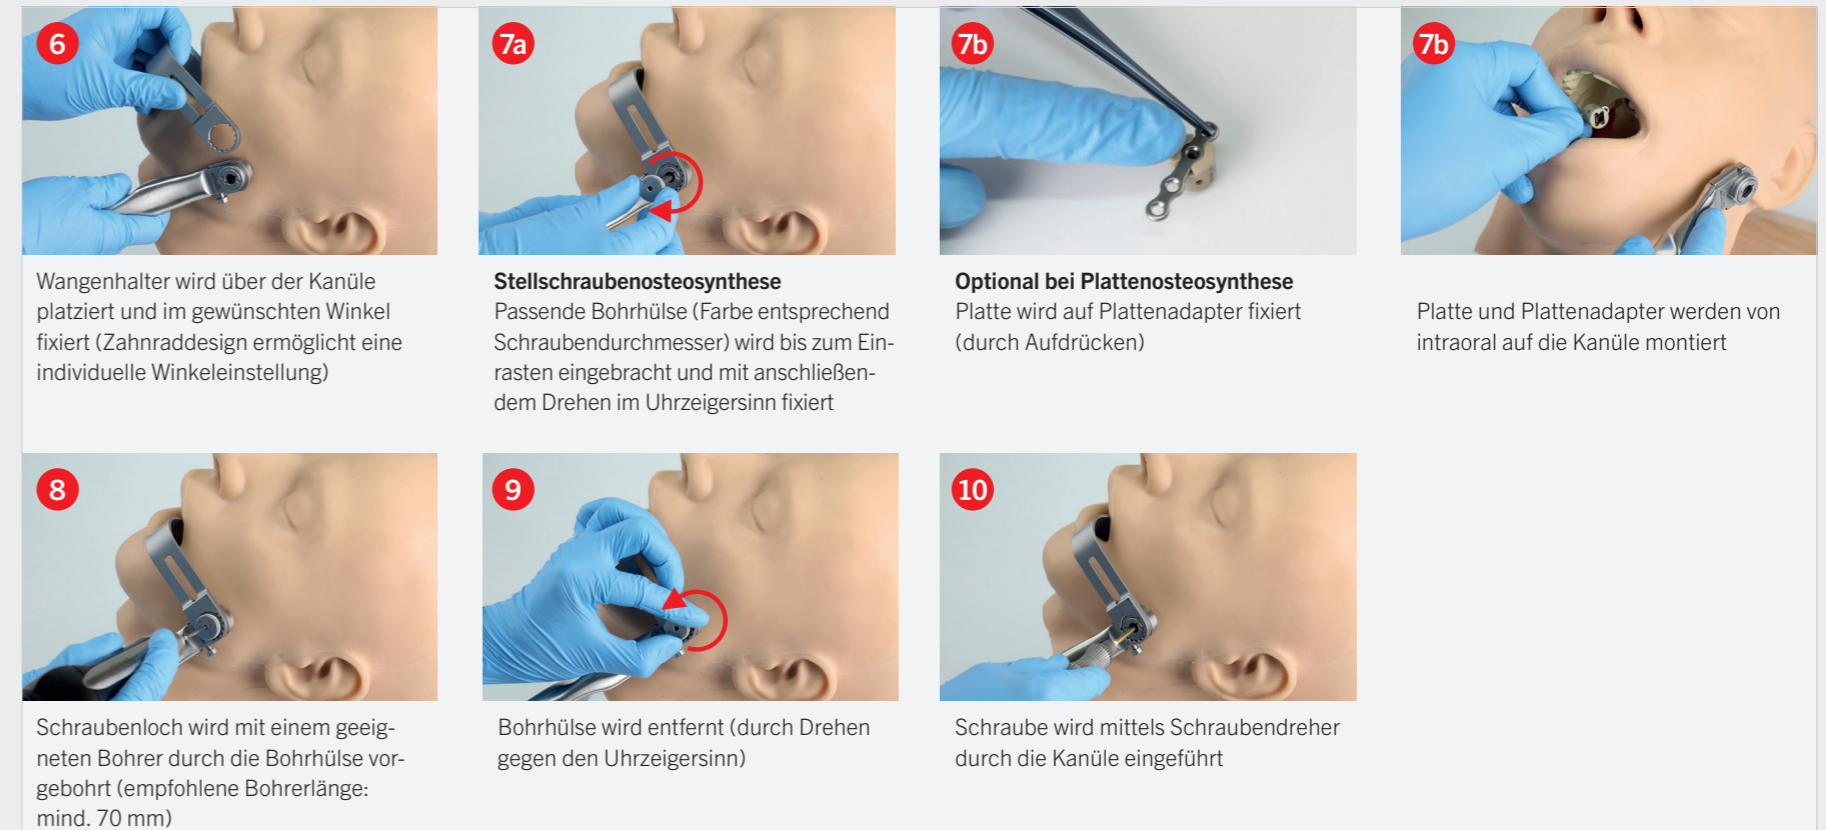 6
Wangenhalter wird über der Kanüle
platziert und im gewünschten Winkel
fixiert (Zahnraddesign ermöglicht eine
individuelle Winkeleinstellung)
7a
Stellschraubenosteosynthese
Passende Bohrhülse (Farbe entsprechend
Schraubendurchmesser) wird bis zum Ein-
rasten eingebracht und mit anschließen-
dem Drehen im Uhrzeigersinn fixiert
7b
Optional bei Plattenosteosynthese
Platte wird auf Plattenadapter fixiert
(durch Aufdrücken)
7b
Platte und Plattenadapter werden von
intraoral auf die Kanüle montiert
8
Schraubenloch wird mit einem geeig-
neten Bohrer durch die Bohrhülse vor-
gebohrt (empfohlene Bohrerlänge:
mind. 70 mm)
9
Bohrhülse wird entfernt (durch Drehen
gegen den Uhrzeigersinn)
10
Schraube wird mittels Schraubendreher
durch die Kanüle eingeführt